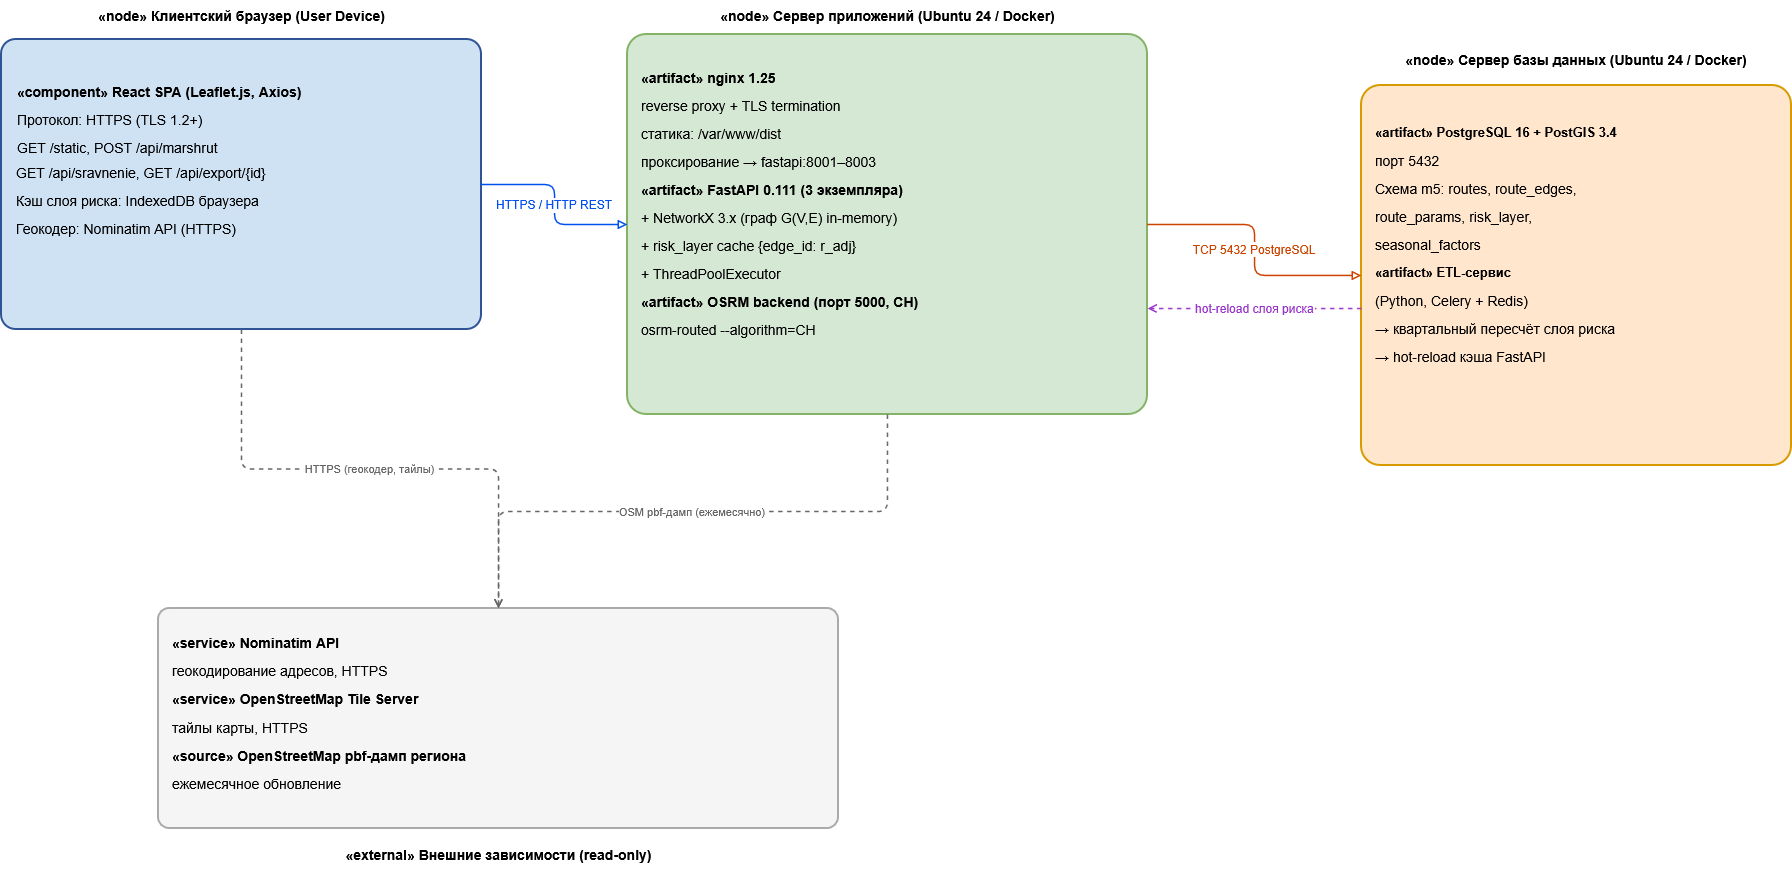 «node» Клиентский браузер (User Device)
«component» React SPA (Leaflet.js, Axios)
Протокол: HTTPS (TLS 1.2+)
GET /static, POST /api/marshrut
GET /api/sravnenie, GET /api/export/{id}
Кэш слоя риска: IndexedDB браузера
Геокодер: Nominatim API (HTTPS)
HTTPS / HTTP REST
«node» Сервер приложений (Ubuntu 24 / Docker)
«artifact» nginx 1.25
reverse proxy + TLS termination
статика: /var/www/dist
проксирование → fastapi:8001–8003
«artifact» FastAPI 0.111 (3 экземпляра)
+ NetworkX 3.x (граф G(V,E) in-memory)
+ risk_layer cache {edge_id: r_adj}
+ ThreadPoolExecutor
«artifact» OSRM backend (порт 5000, CH)
osrm-routed --algorithm=CH
TCP 5432 PostgreSQL
hot-reload слоя риска
«node» Сервер базы данных (Ubuntu 24 / Docker)
«artifact» PostgreSQL 16 + PostGIS 3.4
порт 5432
Схема m5: routes, route_edges,
route_params, risk_layer,
seasonal_factors
«artifact» ETL-сервис
(Python, Celery + Redis)
→ квартальный пересчёт слоя риска
→ hot-reload кэша FastAPI
HTTPS (геокодер, тайлы)
OSM pbf-дамп (ежемесячно)
«service» Nominatim API
геокодирование адресов, HTTPS
«service» OpenStreetMap Tile Server
тайлы карты, HTTPS
«source» OpenStreetMap pbf-дамп региона
ежемесячное обновление
«external» Внешние зависимости (read-only)